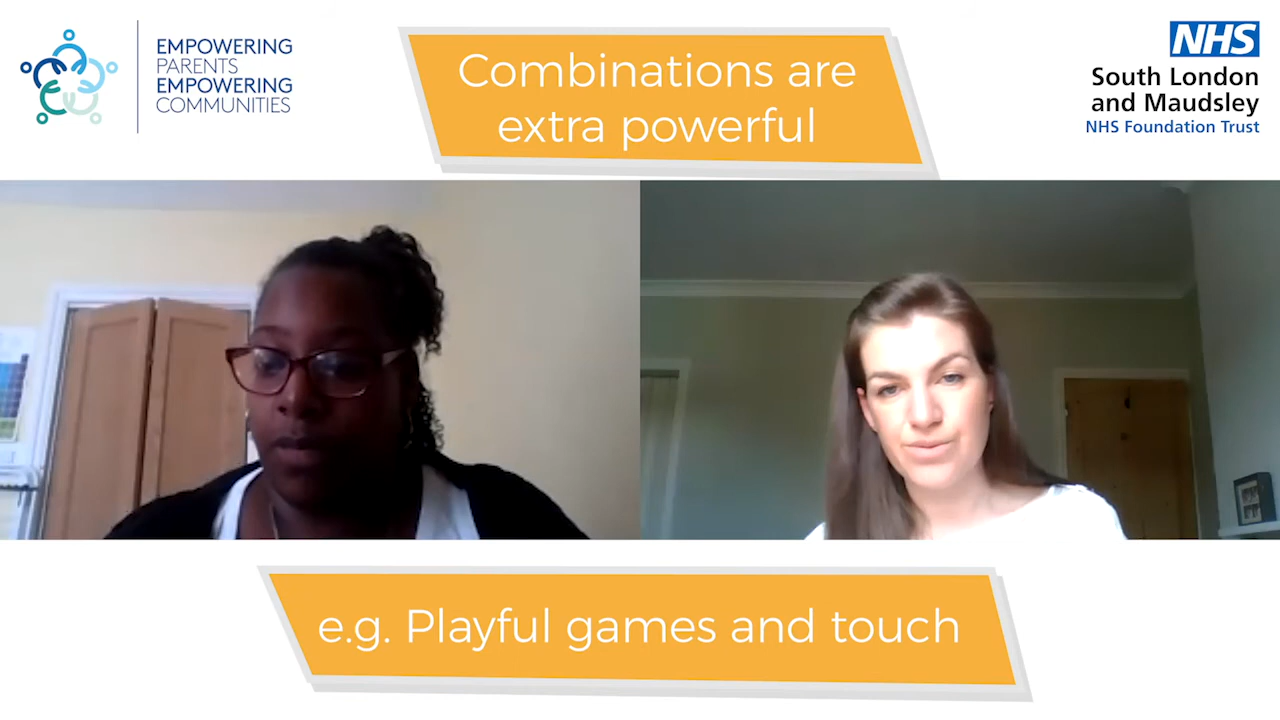 EMPOWERING
PARENTS
EMPOWERING
COMMUNITIES
Combinations are
extra powerful
NHS
South London
and Maudsley
NHS Foundation Trust
e.g. Playful games and touch